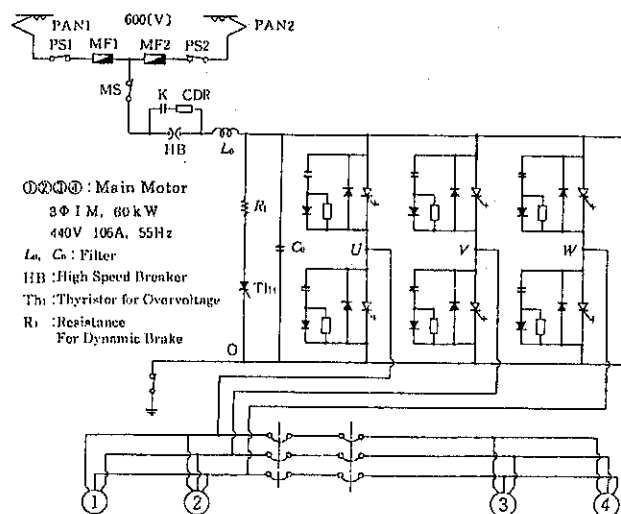 PAN1 600(V) PAN2
PS1 MF1 MF2 PS2
MS
K CDR
HB L₀
①②③④ : Main Motor
3Φ I M, 60kW
440V 106A, 55Hz
L₀, C₀ : Filter
HB : High Speed Breaker
Th₁ : Thyristor for Overvoltage
R₁ : Resistance
For Dynamic Brake
R₁
C₀ U V W
Th₁
O
① ② ③ ④